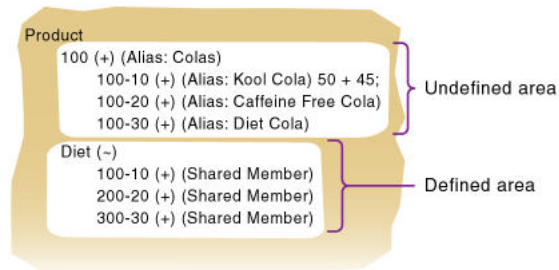 Product
100 (+) (Alias: Colas)
100-10 (+) (Alias: Kool Cola) 50 + 45;
100-20 (+) (Alias: Caffeine Free Cola)
100-30 (+) (Alias: Diet Cola)
Undefined area
Diet (~)
100-10 (+) (Shared Member)
200-20 (+) (Shared Member)
300-30 (+) (Shared Member)
Defined area